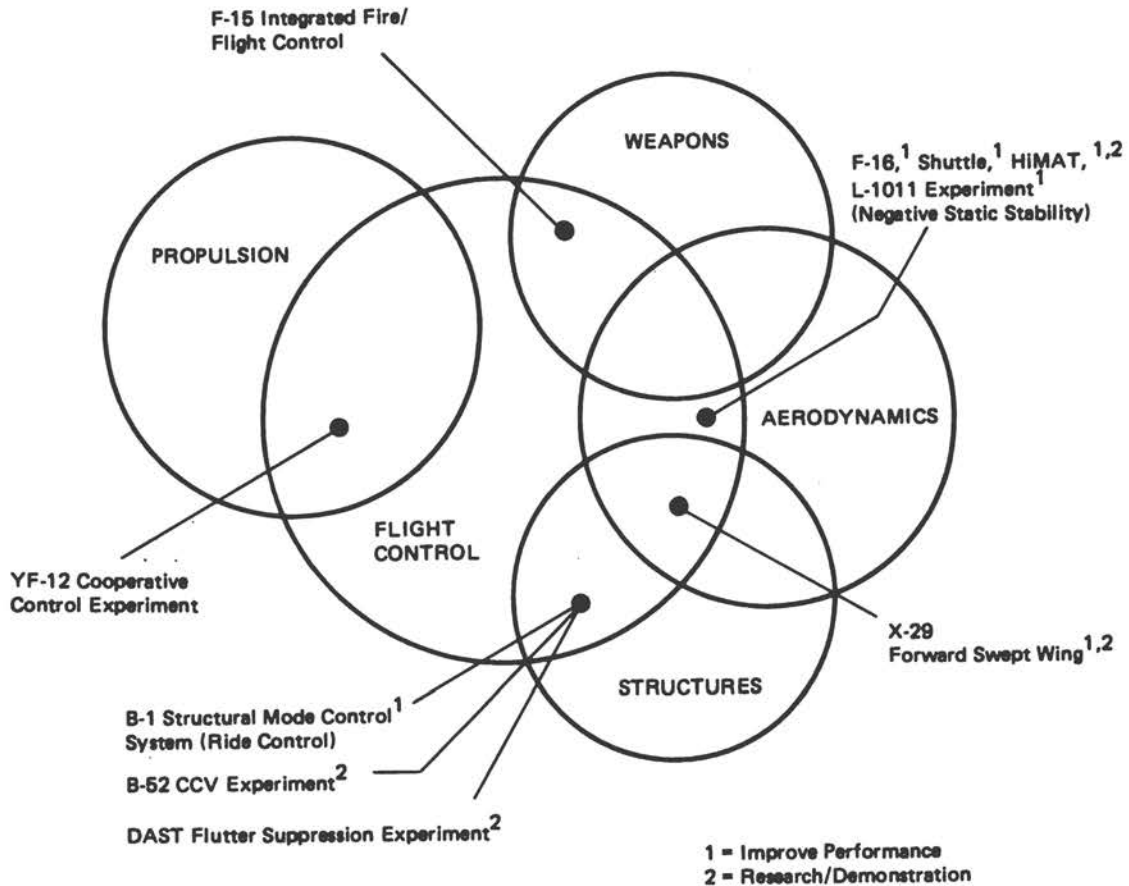 F-15 Integrated Fire/
Flight Control
WEAPONS
F-16,¹ Shuttle,¹ HiMAT,¹,²
L-1011 Experiment¹
(Negative Static Stability)
PROPULSION
AERODYNAMICS
FLIGHT
CONTROL
YF-12 Cooperative
Control Experiment
X-29
Forward Swept Wing¹,²
STRUCTURES
B-1 Structural Mode Control¹
System (Ride Control)
B-52 CCV Experiment²
DAST Flutter Suppression Experiment²
1 = Improve Performance
2 = Research/Demonstration